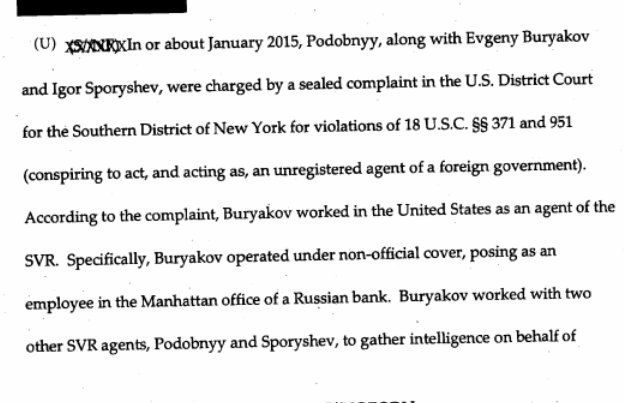 (U) In or about January 2015, Podobnyy, along with Evgeny Buryakov
and Igor Sporyshev, were charged by a sealed complaint in the U.S. District Court
for the Southern District of New York for violations of 18 U.S.C. §§ 371 and 951
(conspiring to act, and acting as, an unregistered agent of a foreign government).
According to the complaint, Buryakov worked in the United States as an agent of the
SVR. Specifically, Buryakov operated under non-official cover, posing as an
employee in the Manhattan office of a Russian bank. Buryakov worked with two
other SVR agents, Podobnyy and Sporyshev, to gather intelligence on behalf of